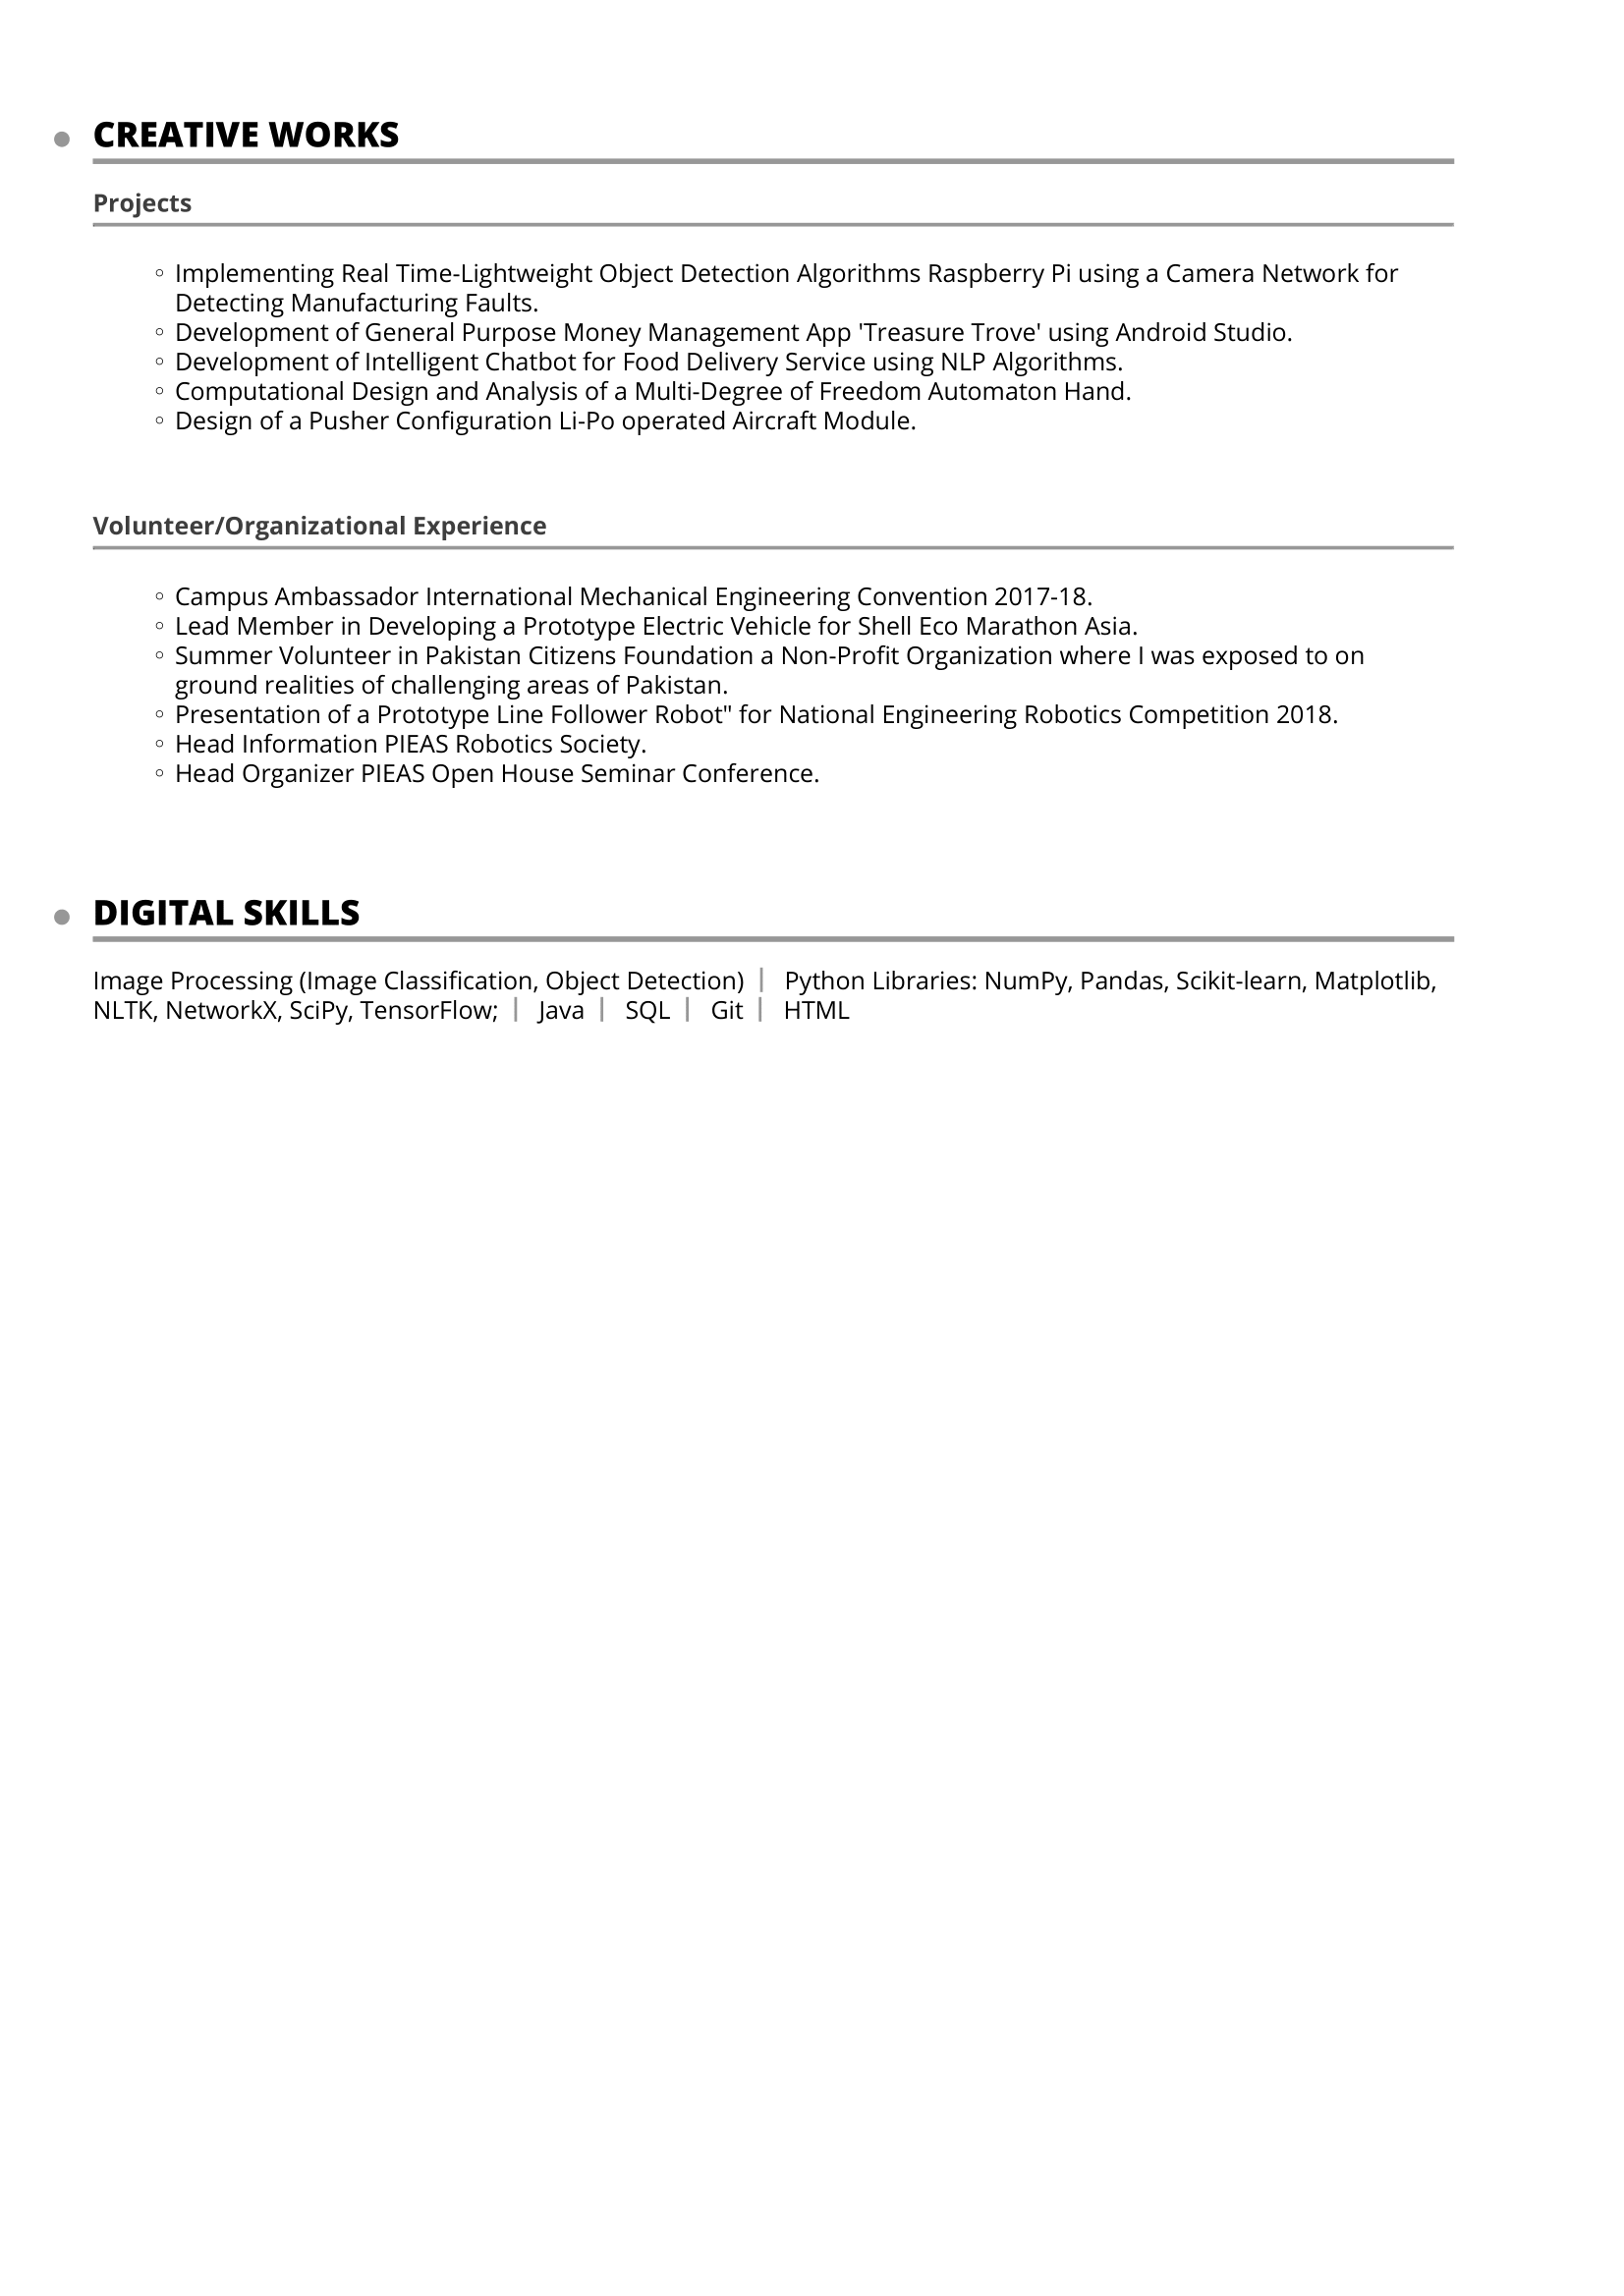 CREATIVE WORKS
Projects
◦ Implementing Real Time-Lightweight Object Detection Algorithms Raspberry Pi using a Camera Network for
Detecting Manufacturing Faults.
◦ Development of General Purpose Money Management App 'Treasure Trove' using Android Studio.
◦ Development of Intelligent Chatbot for Food Delivery Service using NLP Algorithms.
◦ Computational Design and Analysis of a Multi-Degree of Freedom Automaton Hand.
◦ Design of a Pusher Configuration Li-Po operated Aircraft Module.
Volunteer/Organizational Experience
◦ Campus Ambassador International Mechanical Engineering Convention 2017-18.
◦ Lead Member in Developing a Prototype Electric Vehicle for Shell Eco Marathon Asia.
◦ Summer Volunteer in Pakistan Citizens Foundation a Non-Profit Organization where I was exposed to on
ground realities of challenging areas of Pakistan.
◦ Presentation of a Prototype Line Follower Robot" for National Engineering Robotics Competition 2018.
◦ Head Information PIEAS Robotics Society.
◦ Head Organizer PIEAS Open House Seminar Conference.
DIGITAL SKILLS
Image Processing (Image Classification, Object Detection) | Python Libraries: NumPy, Pandas, Scikit-learn, Matplotlib,
NLTK, NetworkX, SciPy, TensorFlow; | Java | SQL | Git | HTML